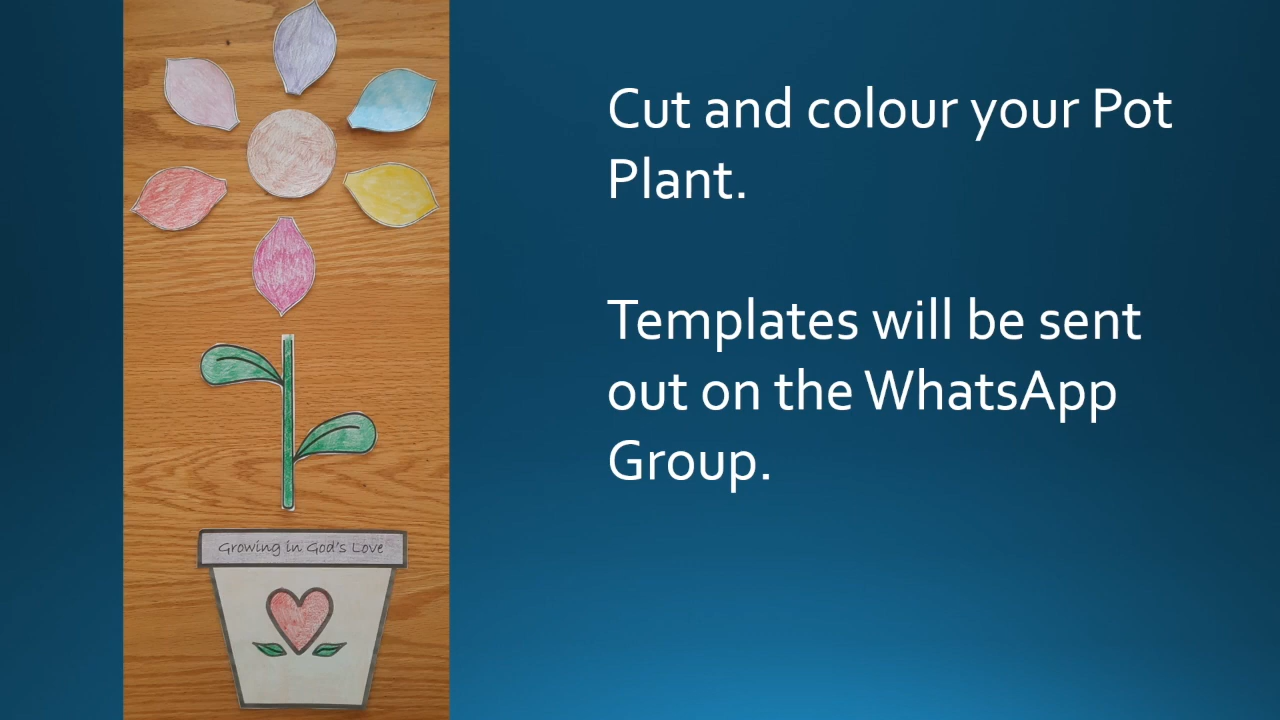 Cut and colour your Pot
Plant.
Templates will be sent
out on the WhatsApp
Group.
Growing in God's Love